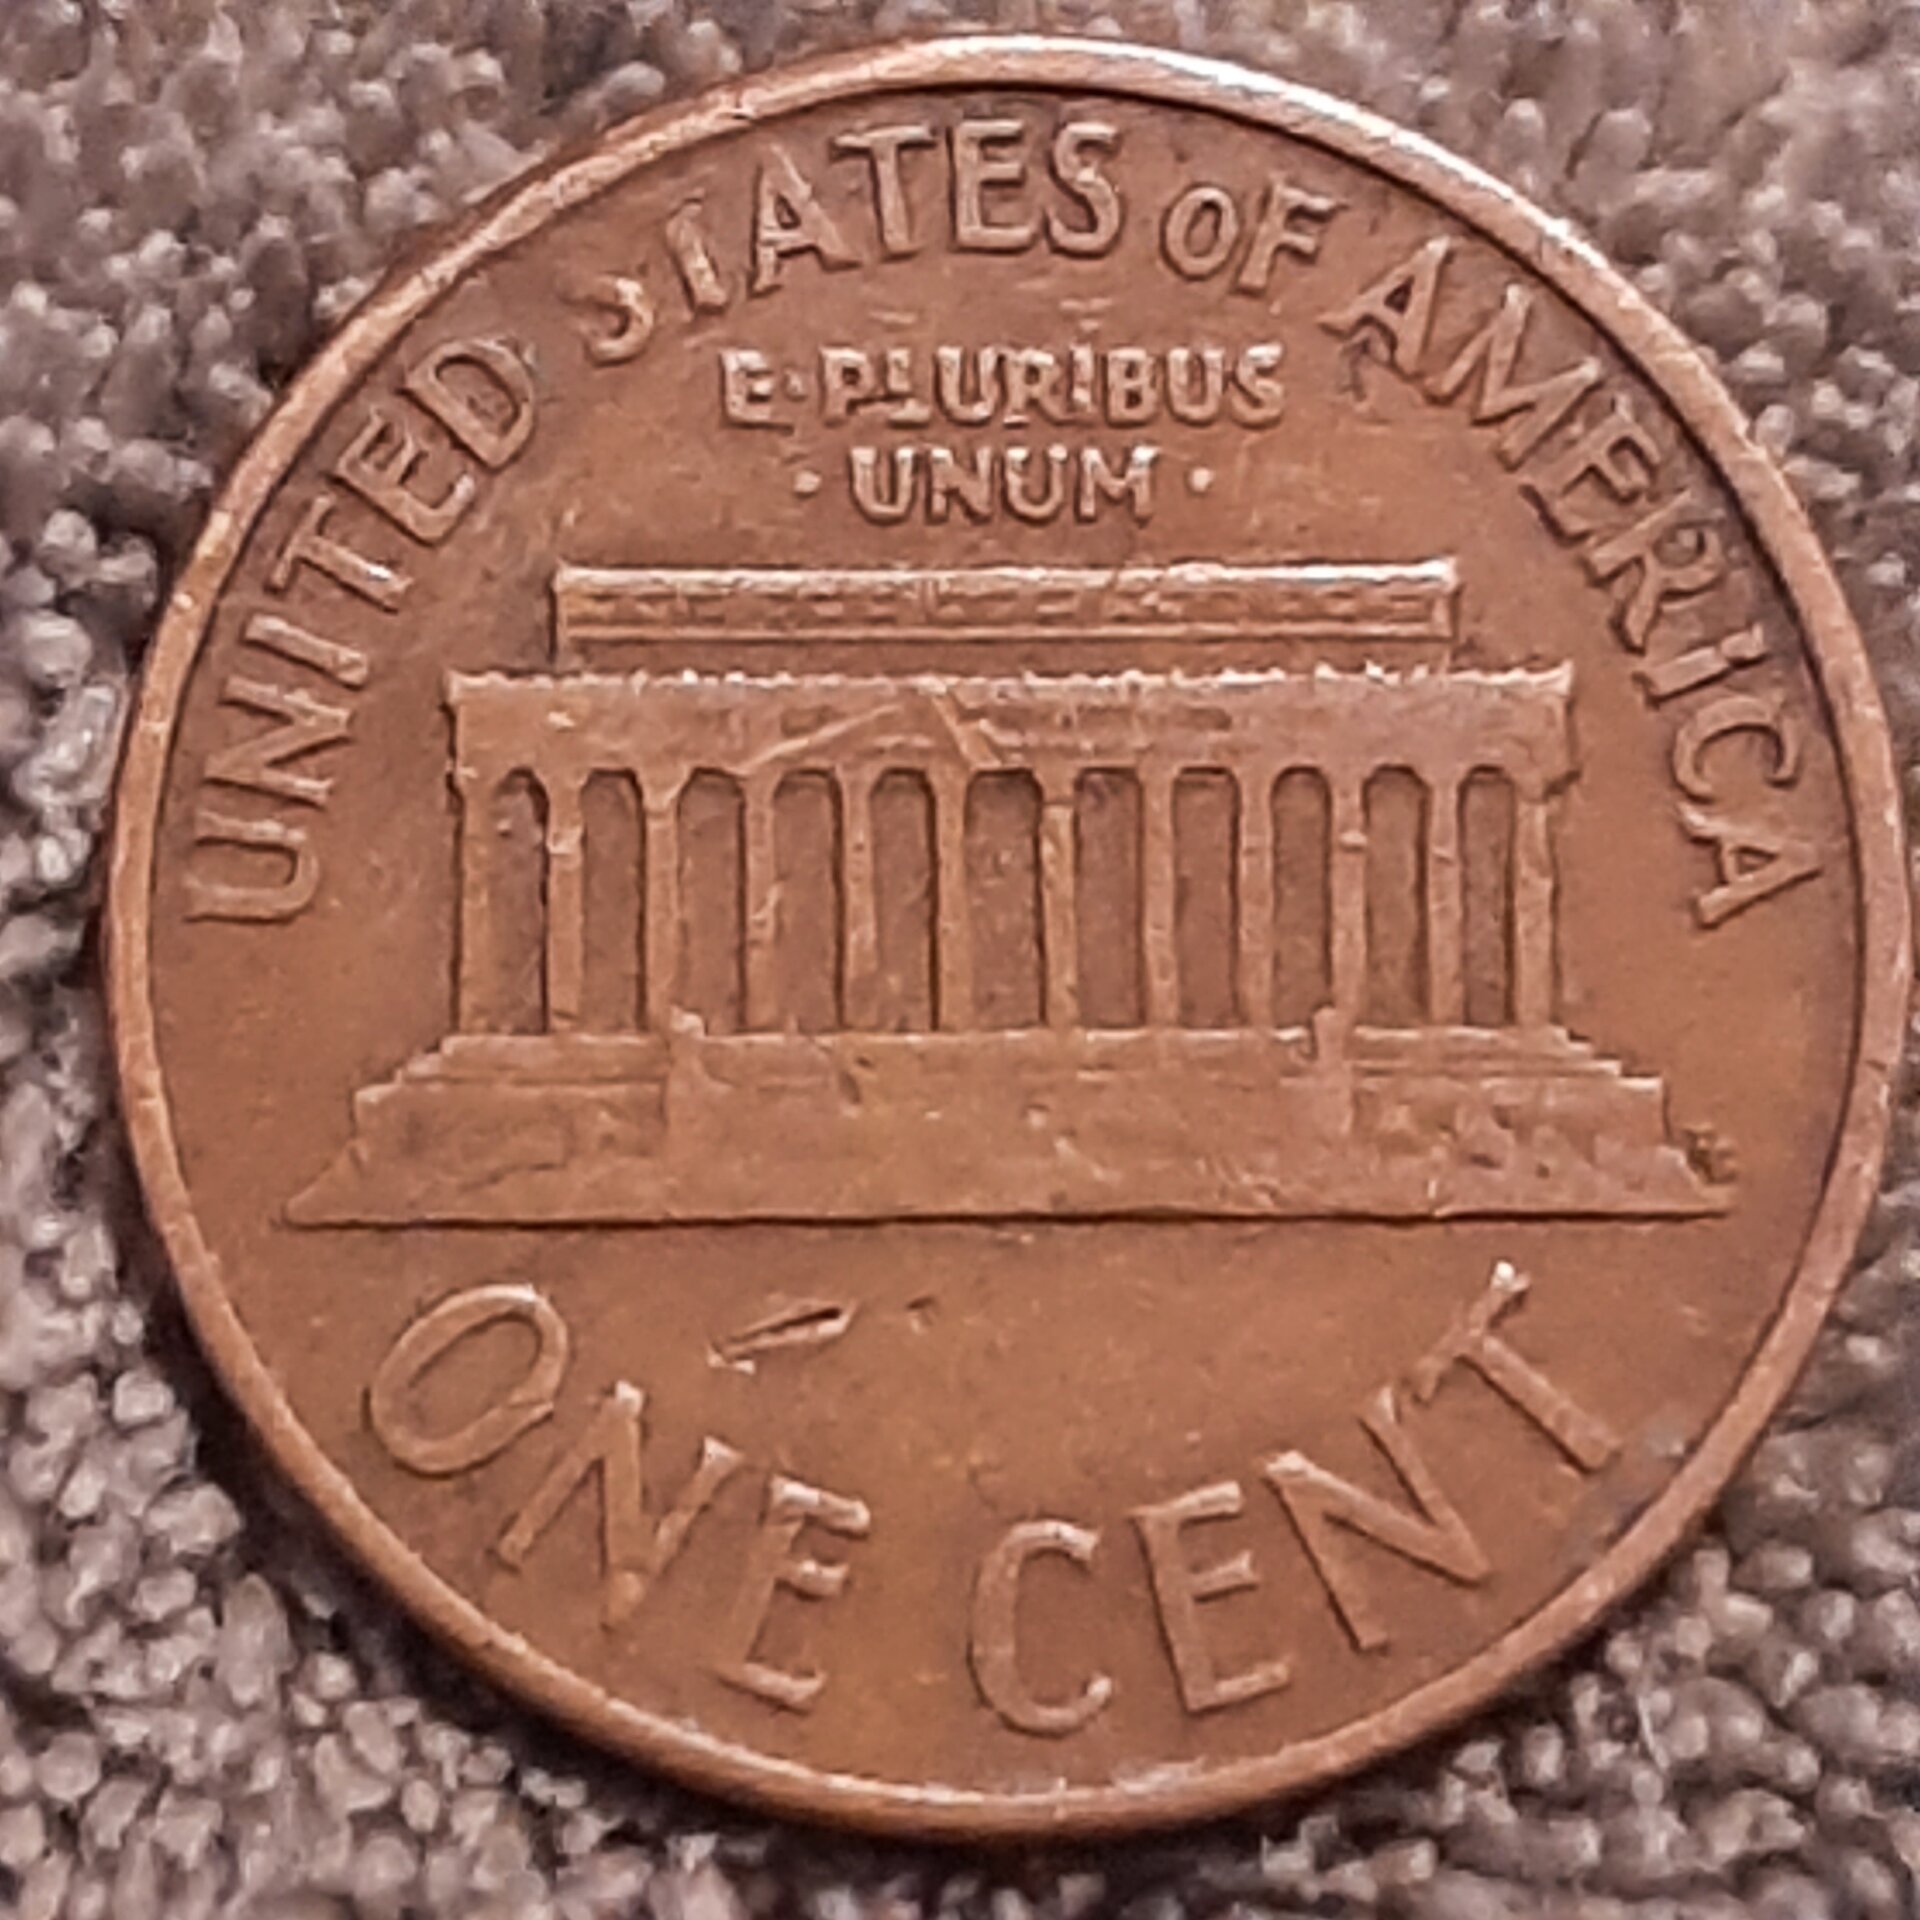 UNITED STATES OF AMERICA
E·PLURIBUS
·UNUM·
ONE CENT